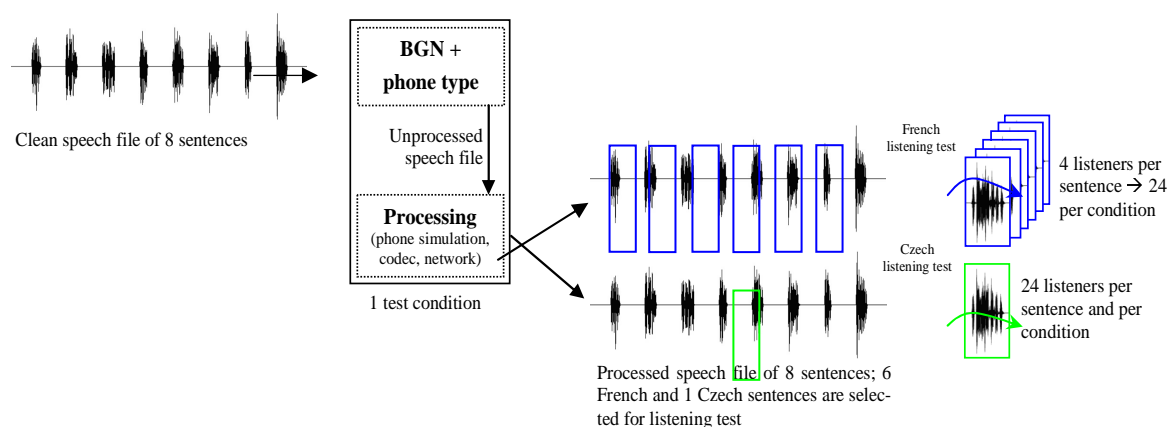 Clean speech file of 8 sentences
BGN +
phone type
Unprocessed
speech file
Processing
(phone simulation,
codec, network)
1 test condition
French
listening test
4 listeners per
sentence → 24
per condition
Czech
listening test
24 listeners per
sentence and per
condition
Processed speech file of 8 sentences; 6
French and 1 Czech sentences are selec-
ted for listening test